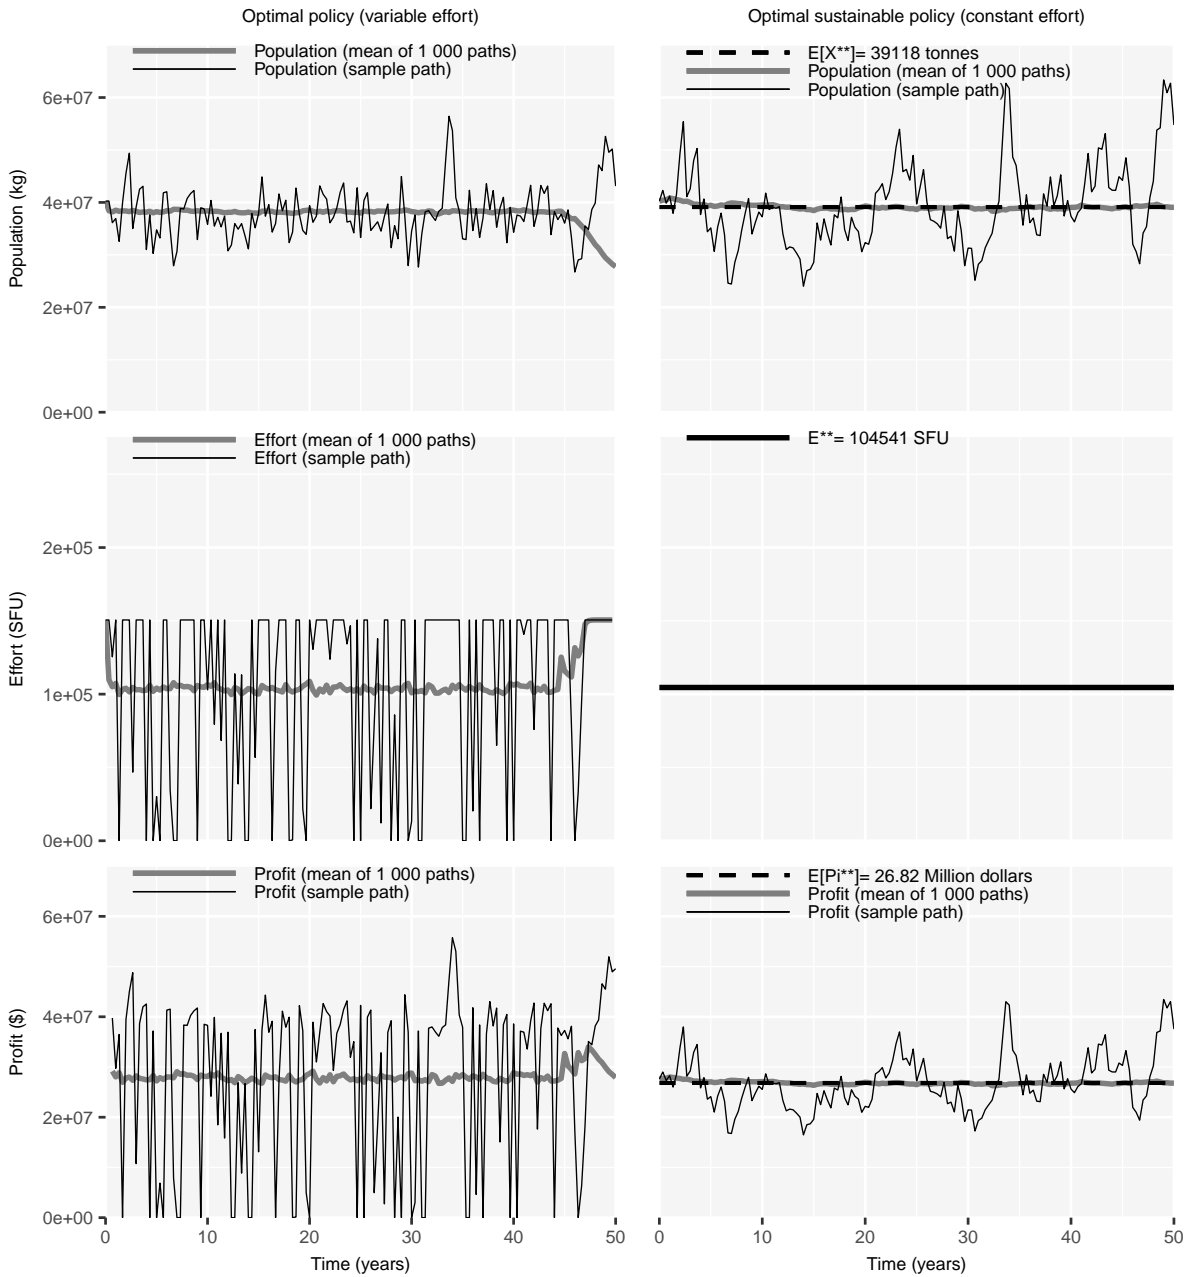 Optimal policy (variable effort)
Optimal sustainable policy (constant effort)
Population (mean of 1 000 paths)
Population (sample path)
E[X**]= 39118 tonnes
Population (mean of 1 000 paths)
Population (sample path)
Population (kg)
6e+07
4e+07
2e+07
0e+00
Effort (mean of 1 000 paths)
Effort (sample path)
E**= 104541 SFU
Effort (SFU)
2e+05
1e+05
0e+00
Profit (mean of 1 000 paths)
Profit (sample path)
E[Pi**]= 26.82 Million dollars
Profit (mean of 1 000 paths)
Profit (sample path)
Profit ($)
6e+07
4e+07
2e+07
0e+00
0 10 20 30 40 50
0 10 20 30 40 50
Time (years)
Time (years)